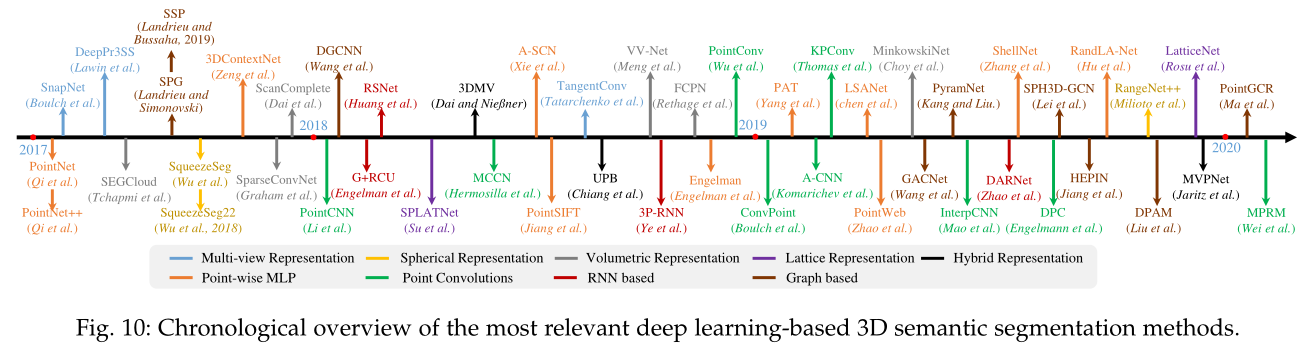 SSP
(Landrieu and
Bussaha, 2019)
DeepPr3SS
(Lawin et al.)
SnapNet
(Boulch et al.)
SPG
(Landrieu and
Simonovski)
3DContextNet
(Zeng et al.)
ScanComplete
(Dai et al.)
DGCNN
(Wang et al.)
RSNet
(Huang et al.)
3DMV
(Dai and Nießner)
A-SCN
(Xie et al.)
TangentConv
(Tatarchenko et al.)
VV-Net
(Meng et al.)
FCPN
(Rethage et al.)
PointConv
(Wu et al.)
PAT
(Yang et al.)
KPConv
(Thomas et al.)
LSANet
(chen et al.)
MinkowskiNet
(Choy et al.)
PyramNet
(Kang and Liu.)
ShellNet
(Zhang et al.)
SPH3D-GCN
(Lei et al.)
RandLA-Net
(Hu et al.)
RangeNet++
(Milioto et al.)
LatticeNet
(Rosu et al.)
PointGCR
(Ma et al.)
2017
2018
2019
2020
PointNet
(Qi et al.)
PointNet++
(Qi et al.)
SEGCloud
(Tchapmi et al.)
SqueezeSeg
(Wu et al.)
SqueezeSeg22
(Wu et al., 2018)
SparseConvNet
(Graham et al.)
PointCNN
(Li et al.)
G+RCU
(Engelman et al.)
SPLATNet
(Su et al.)
MCCN
(Hermosilla et al.)
PointSIFT
(Jiang et al.)
UPB
(Chiang et al.)
3P-RNN
(Ye et al.)
Engelman
(Engelman et al.)
ConvPoint
(Boulch et al.)
A-CNN
(Komarichev et al.)
PointWeb
(Zhao et al.)
GACNet
(Wang et al.)
InterpCNN
(Mao et al.)
DARNet
(Zhao et al.)
DPC
(Engelmann et al.)
HEPIN
(Jiang et al.)
DPAM
(Liu et al.)
MVPNet
(Jaritz et al.)
MPRM
(Wei et al.)
Multi-view Representation
Spherical Representation
Volumetric Representation
Lattice Representation
Hybrid Representation
Point-wise MLP
Point Convolutions
RNN based
Graph based
Fig. 10: Chronological overview of the most relevant deep learning-based 3D semantic segmentation methods.